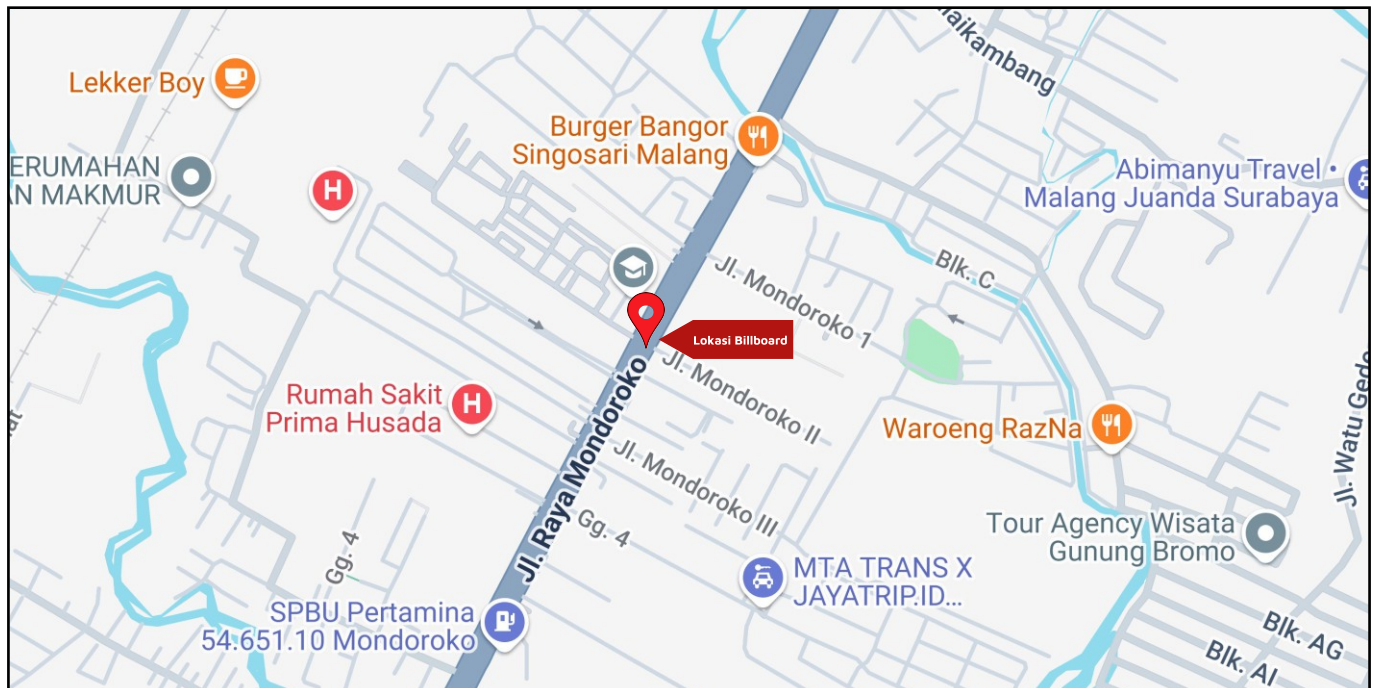 Lekker Boy
Burger Bangor
Singosari Malang
ERUMAHAN
N MAKMUR
Abimanyu Travel •
Malang Juanda Surabaya
Blk. C
Jl. Mondoroko 1
Lokasi Billboard
Jl. Mondoroko II
Rumah Sakit
Prima Husada
H
H
Jl. Raya Mondoroko
Jl. Mondoroko III
Waroeng RazNa
Jl. Watu Gede
Gg. 4
Gg. 4
Tour Agency Wisata
Gunung Bromo
MTA TRANS X
JAYATRIP.ID...
SPBU Pertamina
54.651.10 Mondoroko
Blk. AG
Blk. AI